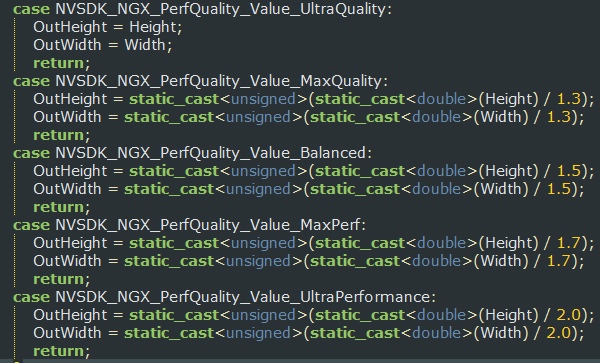 case NVSDK_NGX_PerfQuality_Value_UltraQuality:
OutHeight = Height;
OutWidth = Width;
return;
case NVSDK_NGX_PerfQuality_Value_MaxQuality:
OutHeight = static_cast<unsigned>(static_cast<double>(Height) / 1.3);
OutWidth = static_cast<unsigned>(static_cast<double>(Width) / 1.3);
return;
case NVSDK_NGX_PerfQuality_Value_Balanced:
OutHeight = static_cast<unsigned>(static_cast<double>(Height) / 1.5);
OutWidth = static_cast<unsigned>(static_cast<double>(Width) / 1.5);
return;
case NVSDK_NGX_PerfQuality_Value_MaxPerf:
OutHeight = static_cast<unsigned>(static_cast<double>(Height) / 1.7);
OutWidth = static_cast<unsigned>(static_cast<double>(Width) / 1.7);
return;
case NVSDK_NGX_PerfQuality_Value_UltraPerformance:
OutHeight = static_cast<unsigned>(static_cast<double>(Height) / 2.0);
OutWidth = static_cast<unsigned>(static_cast<double>(Width) / 2.0);
return;